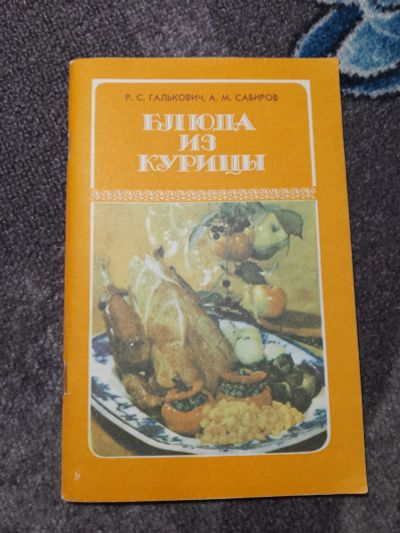 Р. С. ГАЛЬКОВИЧ, А. М. САБИРОВ
БЛЮДА
ИЗ
КУРИЦЫ